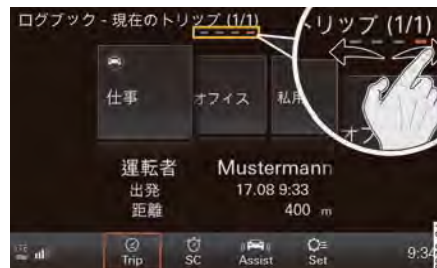 ログブック - 現在のトリップ (1/1)
トリップ (1/1)
仕事
オフィス
私用
オフ
運転者 Mustermann
出発 17.08 9:33
距離 400 m
LTE
Trip
SC
Assist
Set
9:34